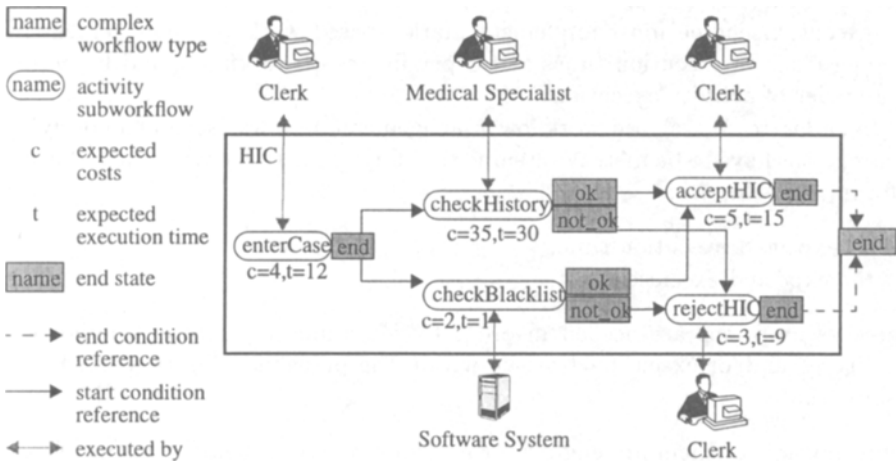 name complex
workflow type
name activity
subworkflow
c expected
costs
t expected
execution time
name end state
end condition
reference
start condition
reference
executed by
Clerk
Medical Specialist
Clerk
HIC
enterCase end
c=4,t=12
checkHistory ok
not_ok
c=35,t=30
checkBlacklist ok
not_ok
c=2,t=1
acceptHIC end
c=5,t=15
rejectHIC end
c=3,t=9
end
Software System
Clerk